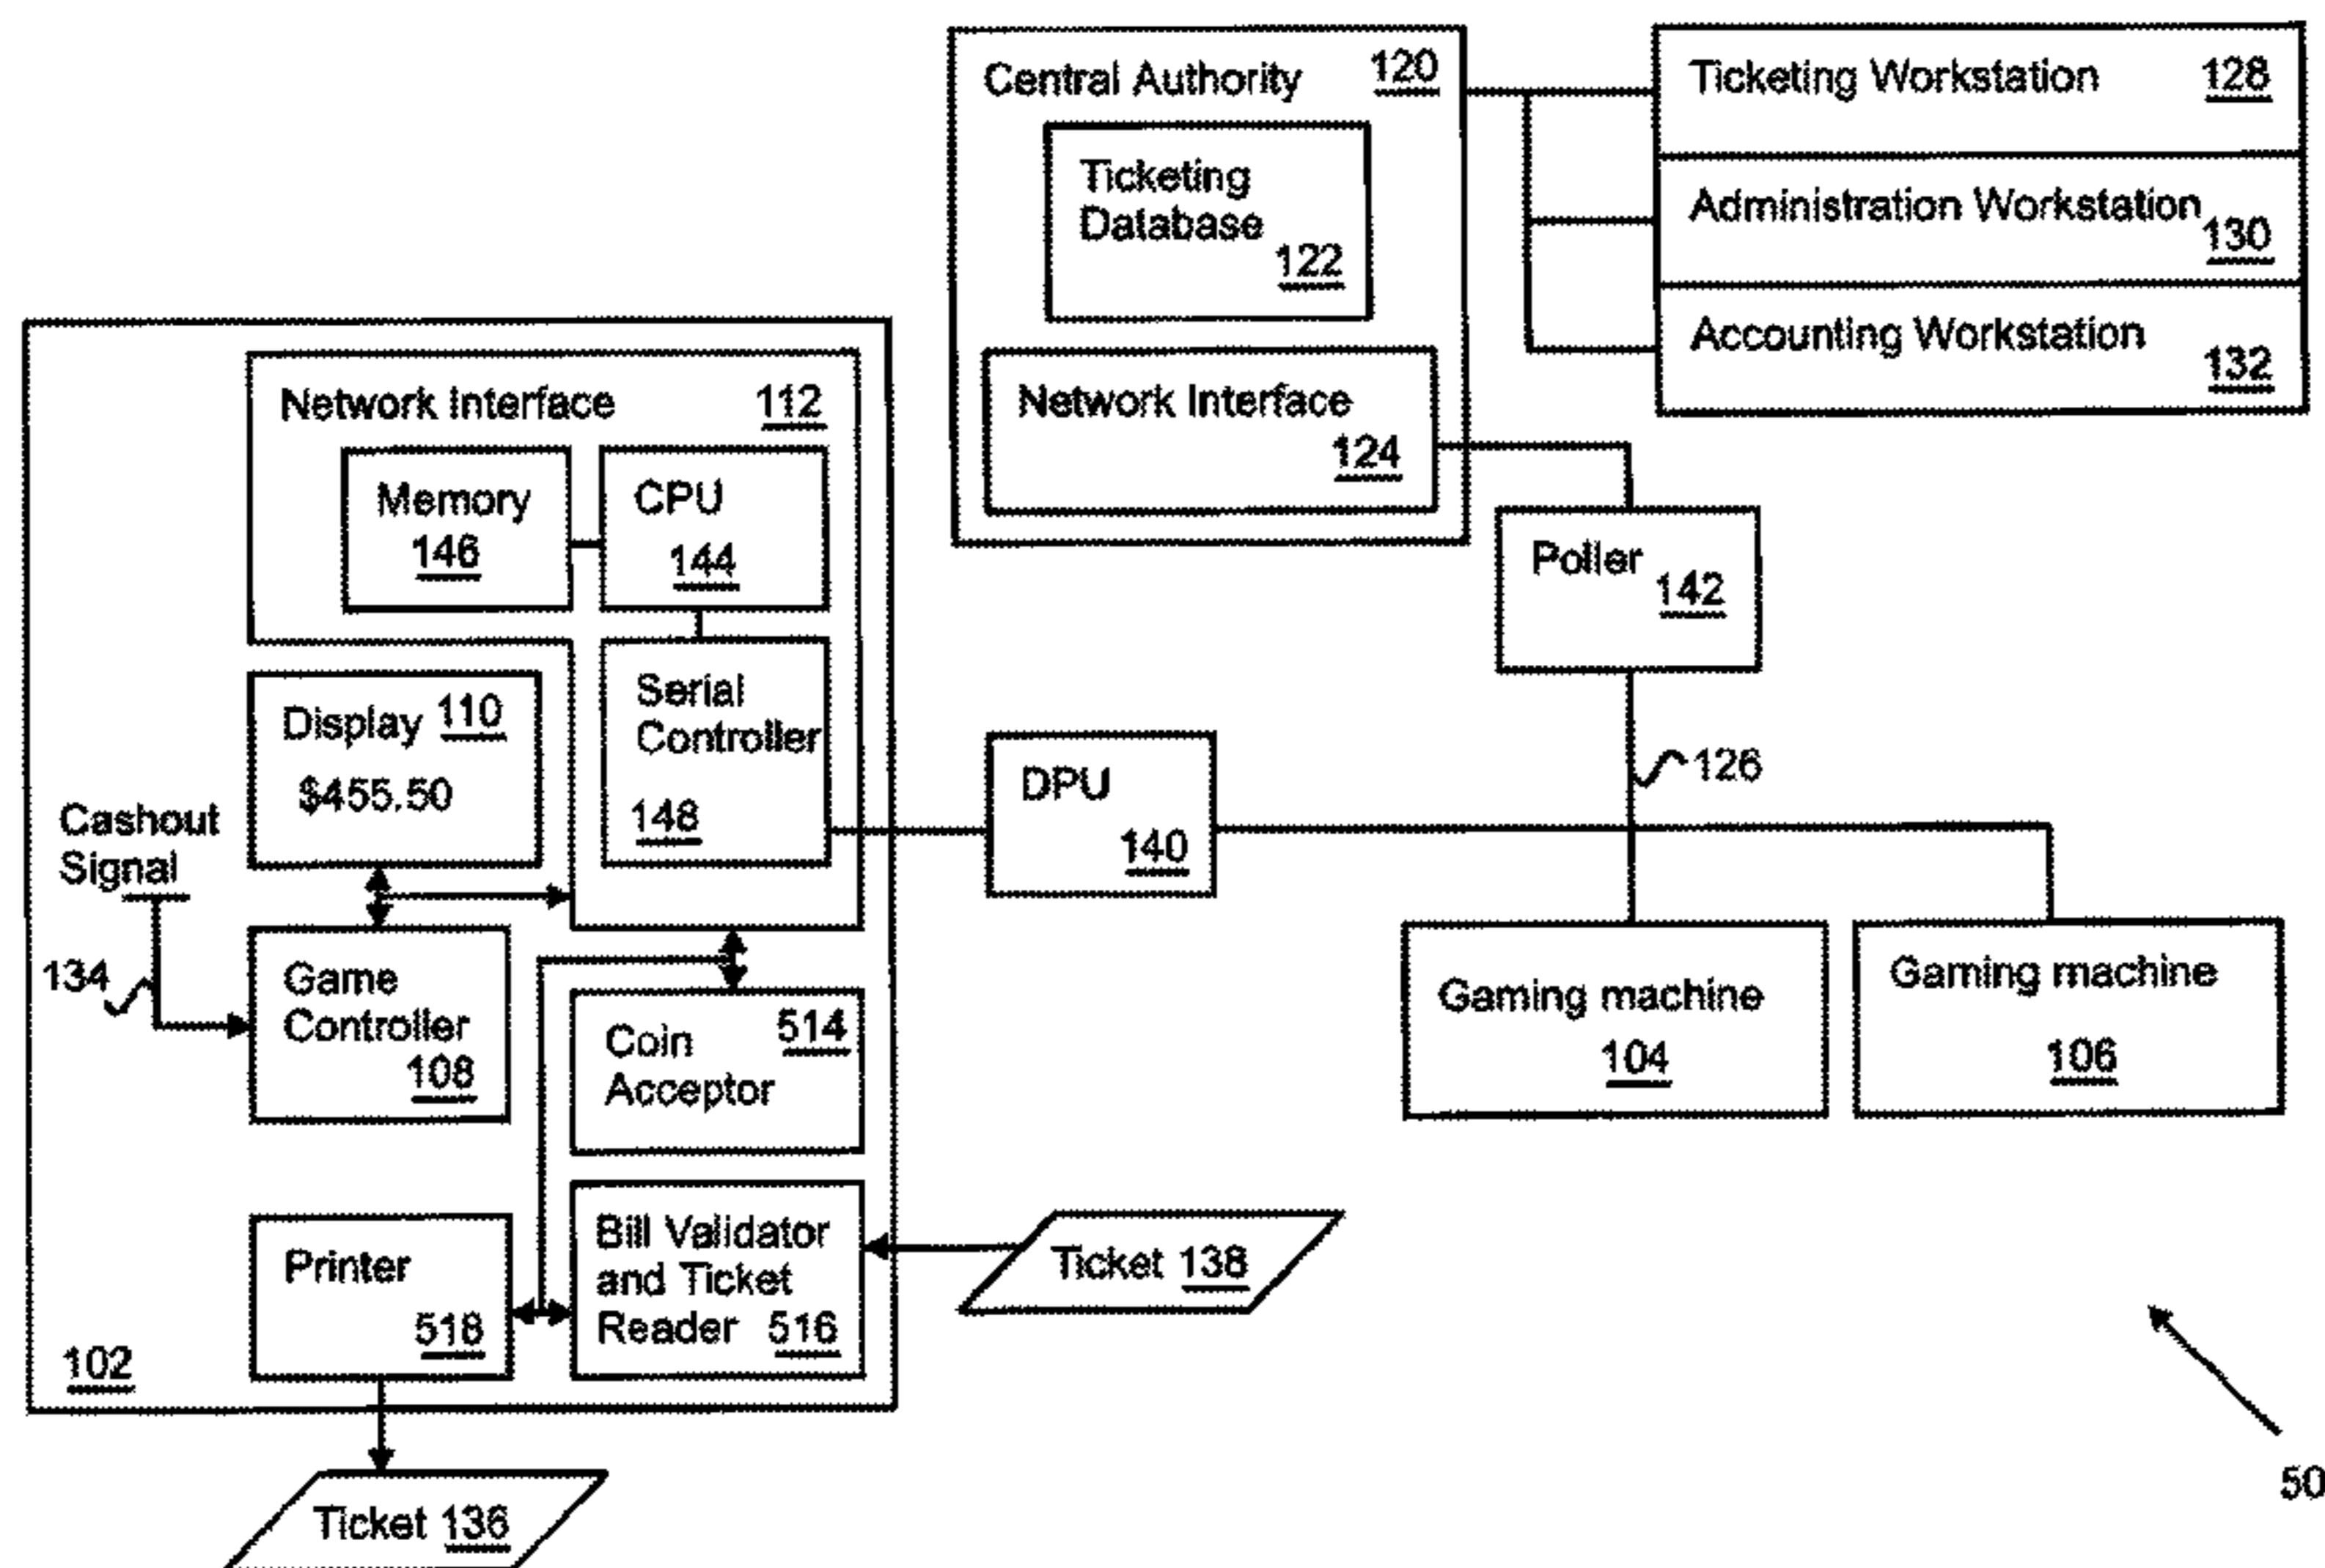 Central Authority 120
Ticketing
Database
122
Network Interface
124
Ticketing Workstation 128
Administration Workstation
130
Accounting Workstation
132
Network Interface 112
Memory
146
CPU
144
Serial
Controller
148
Display 110
$455.50
Cashout
Signal
134
Game
Controller
108
Coin
Acceptor
514
Printer
518
Bill Validator
and Ticket
Reader 516
102
Ticket 136
Ticket 138
DPU
140
Poller
142
126
Gaming machine
104
Gaming machine
106
50